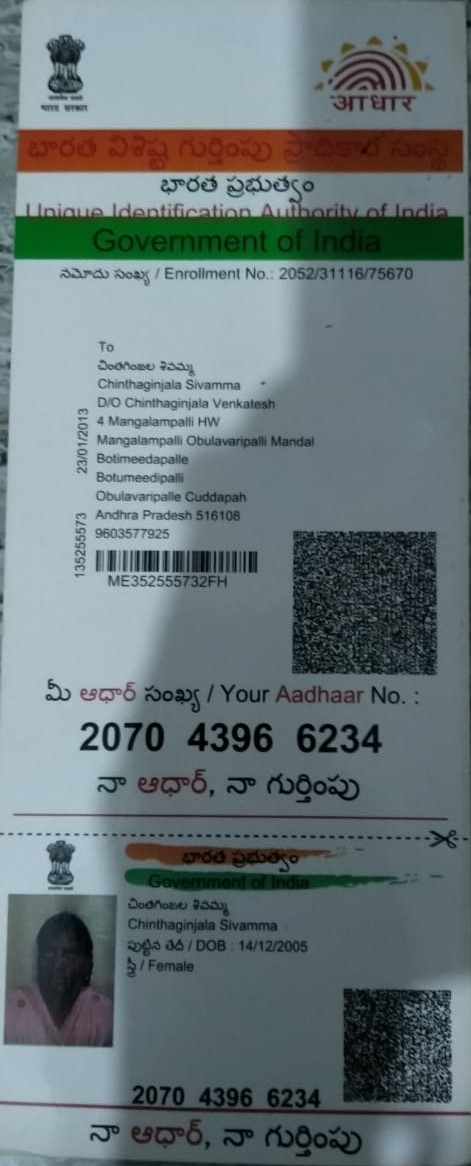 भारत सरकार
आधार
భారత విశిష్ట గుర్తింపు ప్రాధికార సంస్థ
భారత ప్రభుత్వం
Unique Identification Authority of India
Government of India
నమోదు సంఖ్య / Enrollment No.: 2052/31116/75670
To
చింతగింజల శివమ్మ
Chinthaginjala Sivamma
D/O Chinthaginjala Venkatesh
4 Mangalampalli HW
Mangalampalli Obulavaripalli Mandal
Botimeedapalle
Botumeedipalli
Obulavaripalle Cuddapah
Andhra Pradesh 516108
9603577925
23/01/2013
135255573
ME352555732FH
మీ ఆధార్ సంఖ్య / Your Aadhaar No. :
2070 4396 6234
నా ఆధార్, నా గుర్తింపు
భారత ప్రభుత్వం
Government of India
చింతగింజల శివమ్మ
Chinthaginjala Sivamma
పుట్టిన తేదీ / DOB : 14/12/2005
స్త్రీ / Female
2070 4396 6234
నా ఆధార్, నా గుర్తింపు